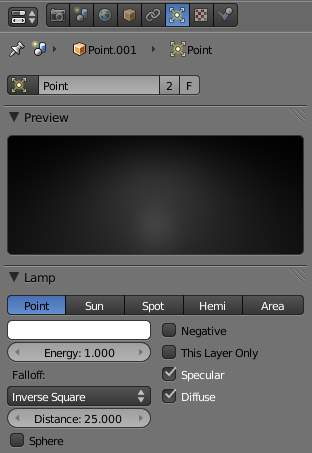 Point.001 Point
Point 2 F
Preview
Lamp
Point Sun Spot Hemi Area
Negative
Energy: 1.000 This Layer Only
Falloff: Specular
Inverse Square Diffuse
Distance: 25.000
Sphere